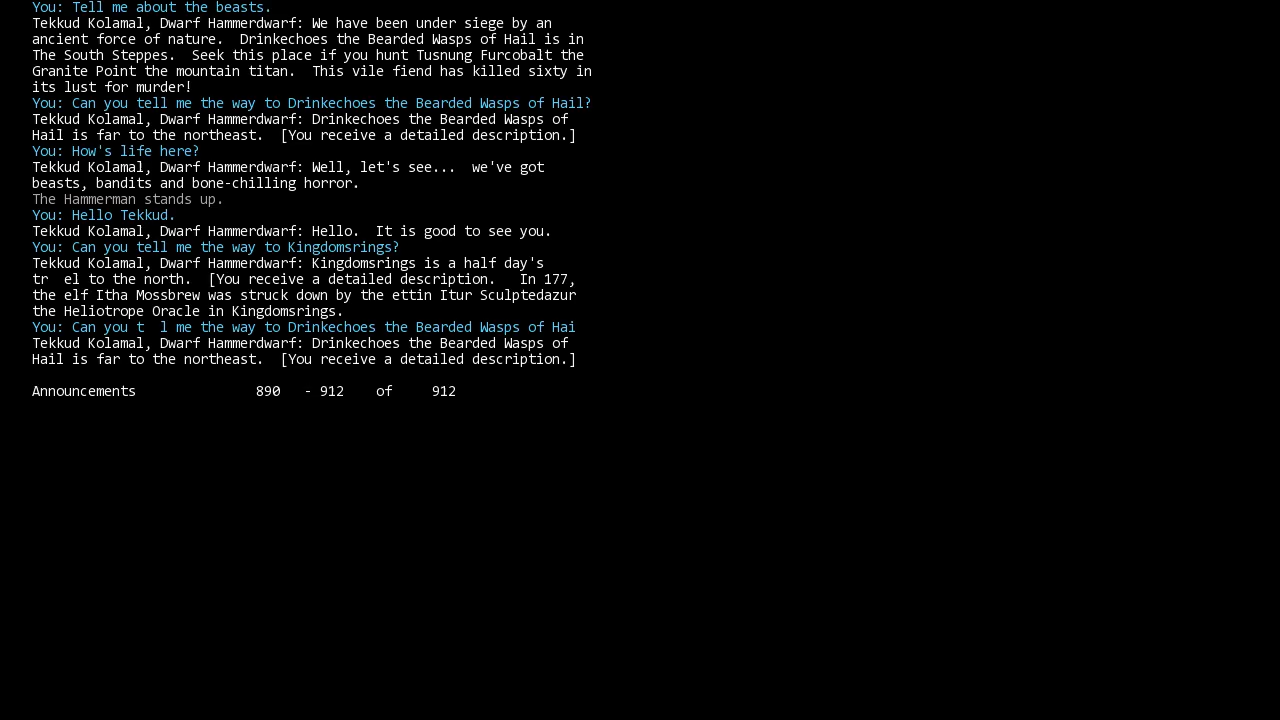 You: Tell me about the beasts.
Tekkud Kolamal, Dwarf Hammerdwarf: We have been under siege by an
ancient force of nature.  Drinkechoes the Bearded Wasps of Hail is in
The South Steppes.  Seek this place if you hunt Tusnung Furcobalt the
Granite Point the mountain titan.  This vile fiend has killed sixty in
its lust for murder!
You: Can you tell me the way to Drinkechoes the Bearded Wasps of Hail?
Tekkud Kolamal, Dwarf Hammerdwarf: Drinkechoes the Bearded Wasps of
Hail is far to the northeast.  [You receive a detailed description.]
You: How's life here?
Tekkud Kolamal, Dwarf Hammerdwarf: Well, let's see...  we've got
beasts, bandits and bone-chilling horror.
The Hammerman stands up.
You: Hello Tekkud.
Tekkud Kolamal, Dwarf Hammerdwarf: Hello.  It is good to see you.
You: Can you tell me the way to Kingdomsrings?
Tekkud Kolamal, Dwarf Hammerdwarf: Kingdomsrings is a half day's
tr  el to the north.  [You receive a detailed description.   In 177,
the elf Itha Mossbrew was struck down by the ettin Itur Sculptedazur
the Heliotrope Oracle in Kingdomsrings.
You: Can you t  l me the way to Drinkechoes the Bearded Wasps of Hai
Tekkud Kolamal, Dwarf Hammerdwarf: Drinkechoes the Bearded Wasps of
Hail is far to the northeast.  [You receive a detailed description.]
Announcements 890 - 912 of 912